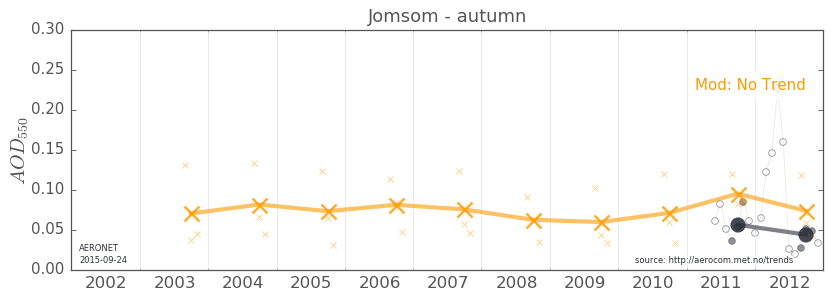 Jomsom - autumn
0.30
0.25
0.20
0.15
0.10
0.05
0.00
AOD550
Mod: No Trend
AERONET
2015-09-24
source: http://aerocom.met.no/trends
2002 2003 2004 2005 2006 2007 2008 2009 2010 2011 2012